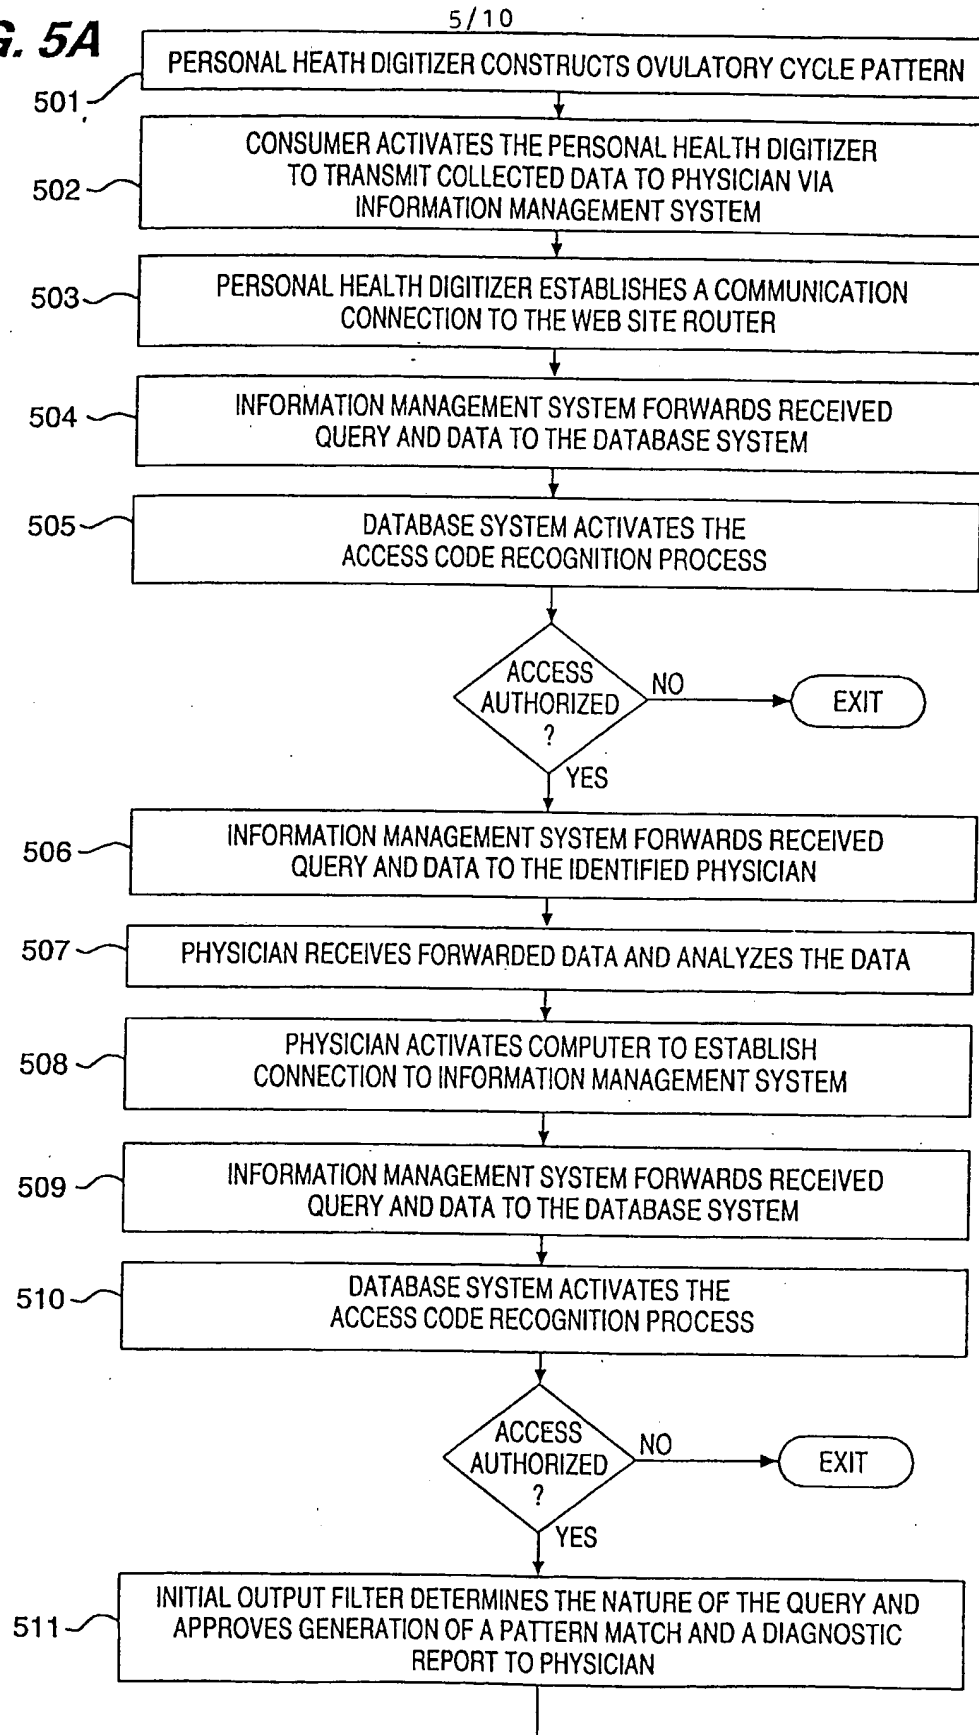 5/10
G. 5A
PERSONAL HEATH DIGITIZER CONSTRUCTS OVULATORY CYCLE PATTERN
501
CONSUMER ACTIVATES THE PERSONAL HEALTH DIGITIZER
TO TRANSMIT COLLECTED DATA TO PHYSICIAN VIA
INFORMATION MANAGEMENT SYSTEM
502
PERSONAL HEALTH DIGITIZER ESTABLISHES A COMMUNICATION
CONNECTION TO THE WEB SITE ROUTER
503
INFORMATION MANAGEMENT SYSTEM FORWARDS RECEIVED
QUERY AND DATA TO THE DATABASE SYSTEM
504
DATABASE SYSTEM ACTIVATES THE
ACCESS CODE RECOGNITION PROCESS
505
ACCESS
AUTHORIZED
?
NO
EXIT
YES
INFORMATION MANAGEMENT SYSTEM FORWARDS RECEIVED
QUERY AND DATA TO THE IDENTIFIED PHYSICIAN
506
PHYSICIAN RECEIVES FORWARDED DATA AND ANALYZES THE DATA
507
PHYSICIAN ACTIVATES COMPUTER TO ESTABLISH
CONNECTION TO INFORMATION MANAGEMENT SYSTEM
508
INFORMATION MANAGEMENT SYSTEM FORWARDS RECEIVED
QUERY AND DATA TO THE DATABASE SYSTEM
509
DATABASE SYSTEM ACTIVATES THE
ACCESS CODE RECOGNITION PROCESS
510
ACCESS
AUTHORIZED
?
NO
EXIT
YES
INITIAL OUTPUT FILTER DETERMINES THE NATURE OF THE QUERY AND
APPROVES GENERATION OF A PATTERN MATCH AND A DIAGNOSTIC
REPORT TO PHYSICIAN
511